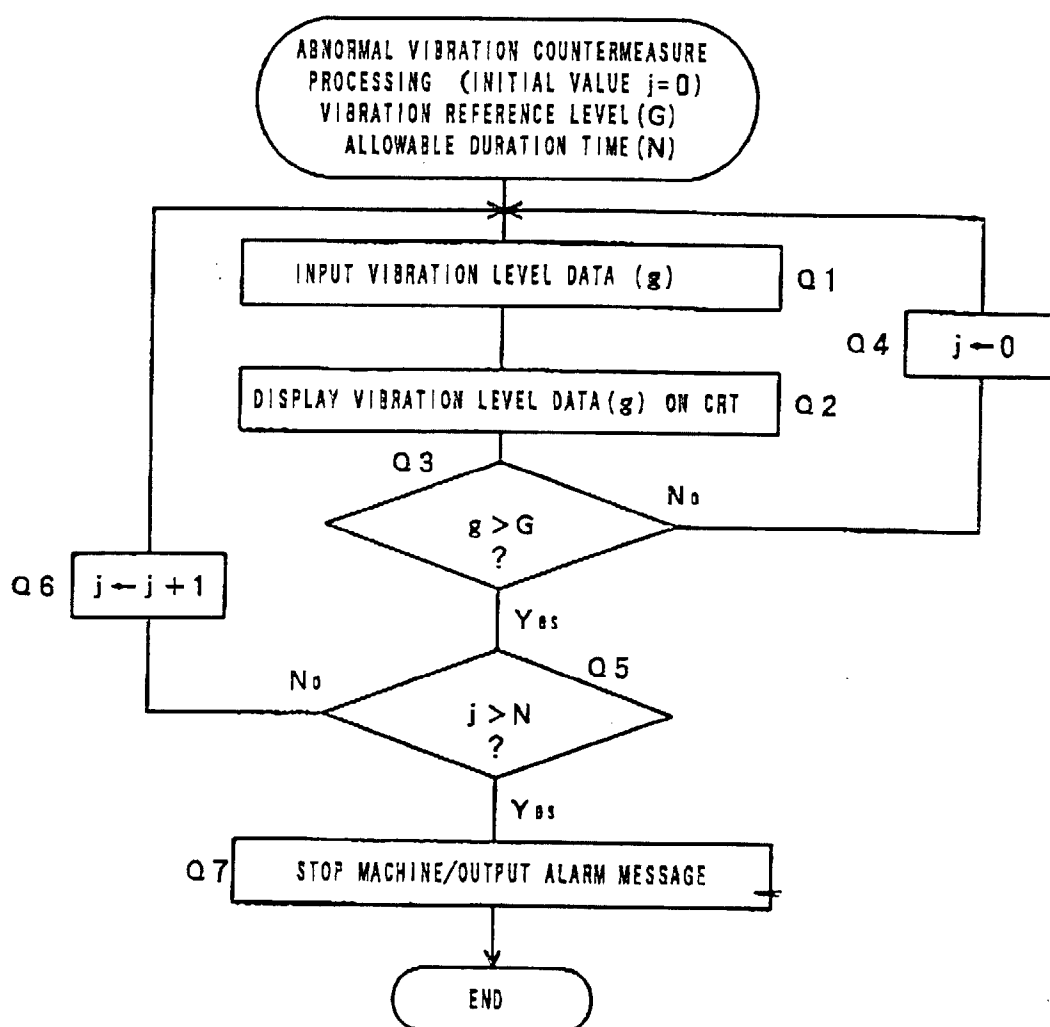 ABNORMAL VIBRATION COUNTERMEASURE
PROCESSING (INITIAL VALUE j=0)
VIBRATION REFERENCE LEVEL(G)
ALLOWABLE DURATION TIME(N)
INPUT VIBRATION LEVEL DATA (g)
Q1
Q4
j←0
DISPLAY VIBRATION LEVEL DATA(g) ON CRT
Q2
Q3
No
g>G
?
Q6
j←j+1
Yes
No
Q5
j>N
?
Yes
Q7
STOP MACHINE/OUTPUT ALARM MESSAGE
END